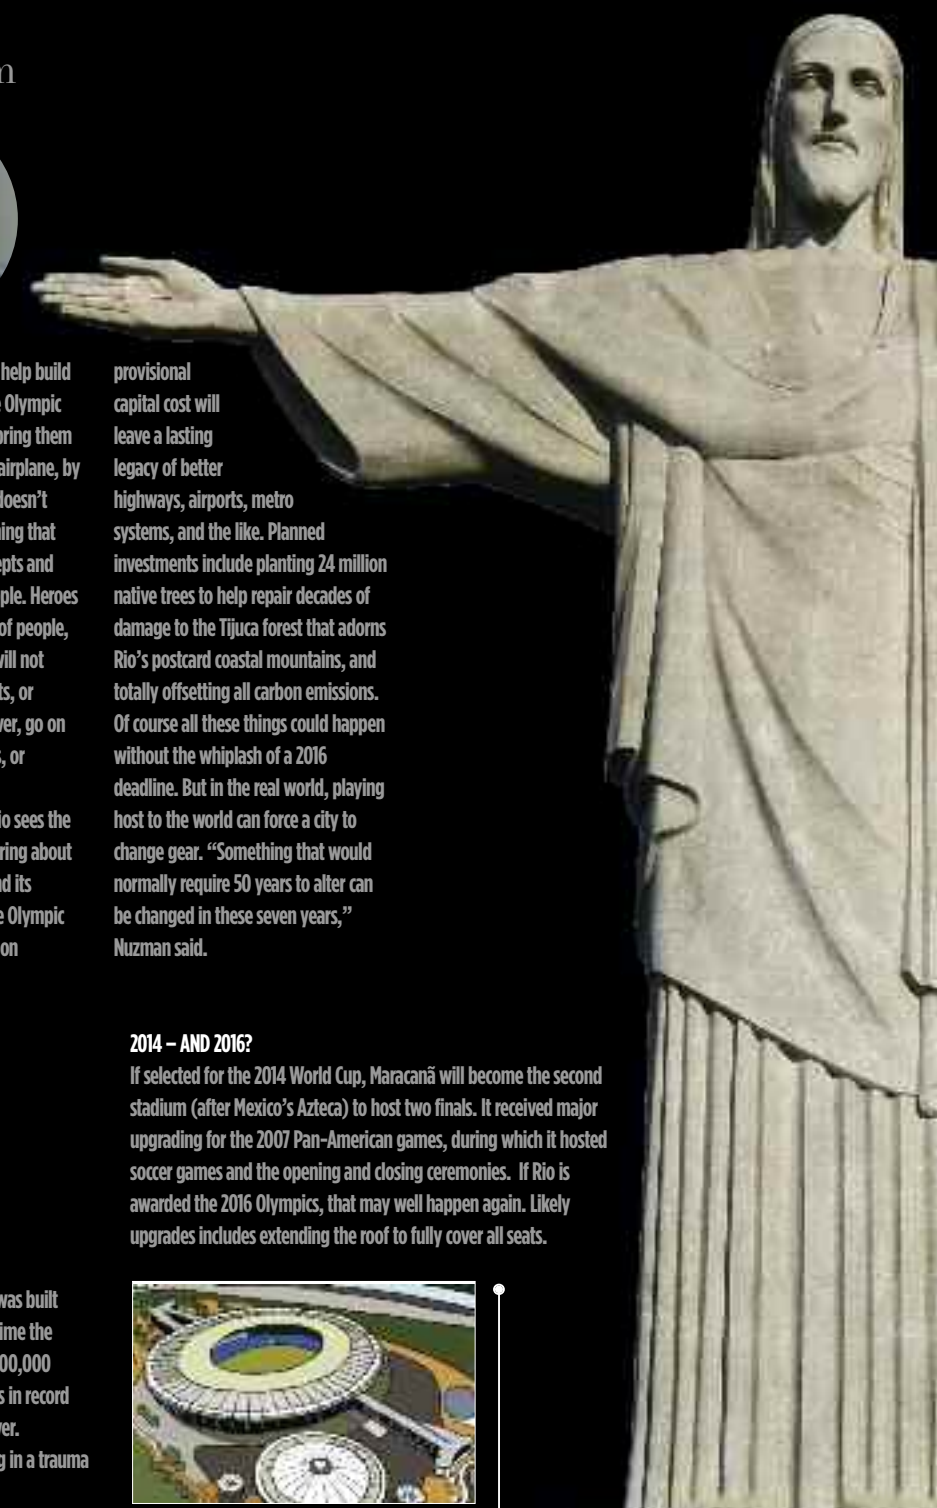 m
help build
Olympic
bring them
airplane, by
doesn't
ing that
epts and
ple. Heroes
of people,
will not
ts, or
ver, go on
, or
io sees the
ring about
nd its
e Olympic
on
provisional
capital cost will
leave a lasting
legacy of better
highways, airports, metro
systems, and the like. Planned
investments include planting 24 million
native trees to help repair decades of
damage to the Tijuca forest that adorns
Rio's postcard coastal mountains, and
totally offsetting all carbon emissions.
Of course all these things could happen
without the whiplash of a 2016
deadline. But in the real world, playing
host to the world can force a city to
change gear. “Something that would
normally require 50 years to alter can
be changed in these seven years,”
Nuzman said.
2014 – AND 2016?
If selected for the 2014 World Cup, Maracanã will become the second
stadium (after Mexico's Azteca) to host two finals. It received major
upgrading for the 2007 Pan-American games, during which it hosted
soccer games and the opening and closing ceremonies. If Rio is
awarded the 2016 Olympics, that may well happen again. Likely
upgrades includes extending the roof to fully cover all seats.
was built
ime the
00,000
s in record
ver.
g in a trauma